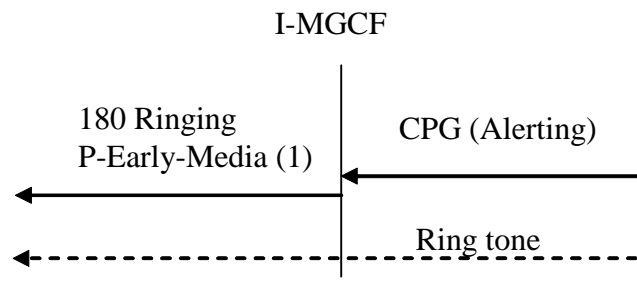 I-MGCF
180 Ringing
P-Early-Media (1)
CPG (Alerting)
Ring tone